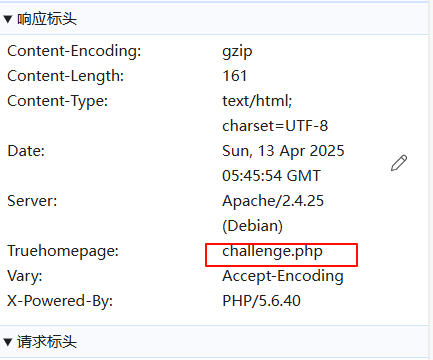 响应标头
Content-Encoding: gzip
Content-Length: 161
Content-Type: text/html;
charset=UTF-8
Date: Sun, 13 Apr 2025
05:45:54 GMT
Server: Apache/2.4.25
(Debian)
Truehomepage: challenge.php
Vary: Accept-Encoding
X-Powered-By: PHP/5.6.40
请求标头